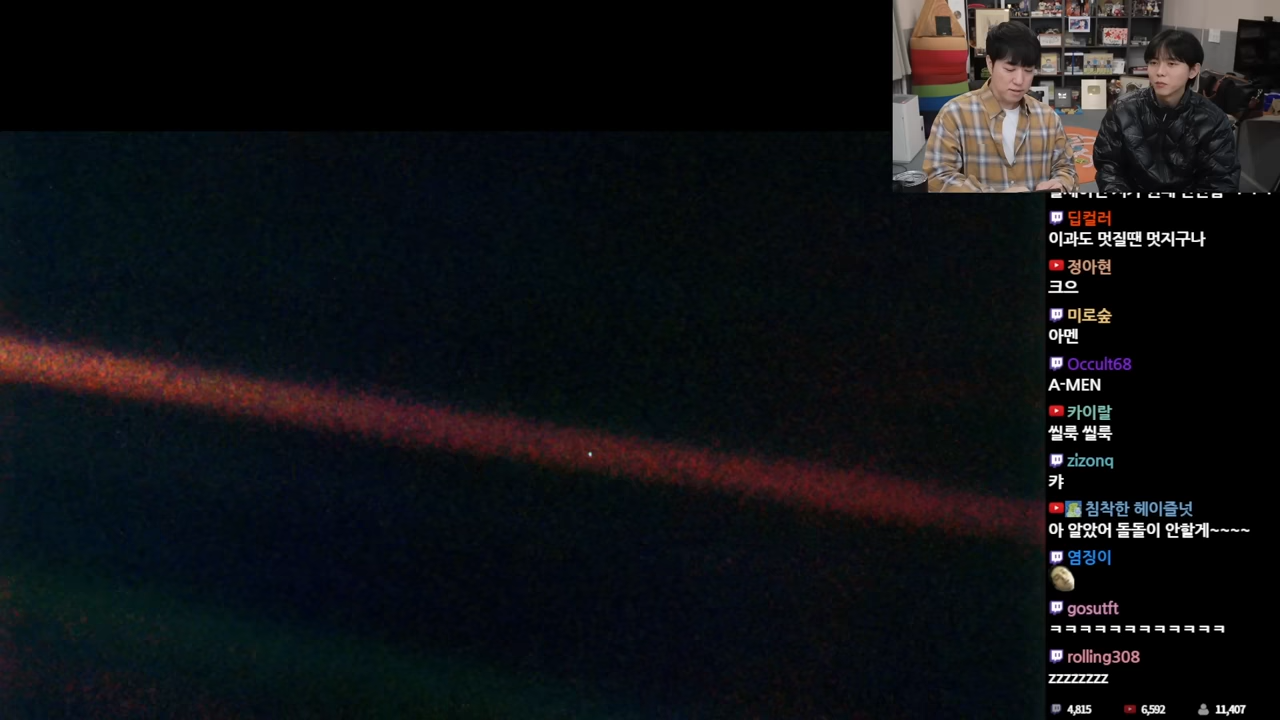 딥컬러
이과도 멋질땐 멋지구나
정아현
크으
미로숲
아멘
Occult68
A-MEN
카이랄
씰룩 씰룩
zizonq
캬
침착한 헤이즐넛
아 알았어 돌돌이 안할게~~~~
염징이
gosutft
ㅋㅋㅋㅋㅋㅋㅋㅋㅋㅋㅋㅋ
rolling308
zzzzzzzz
4,815 6,592 11,407